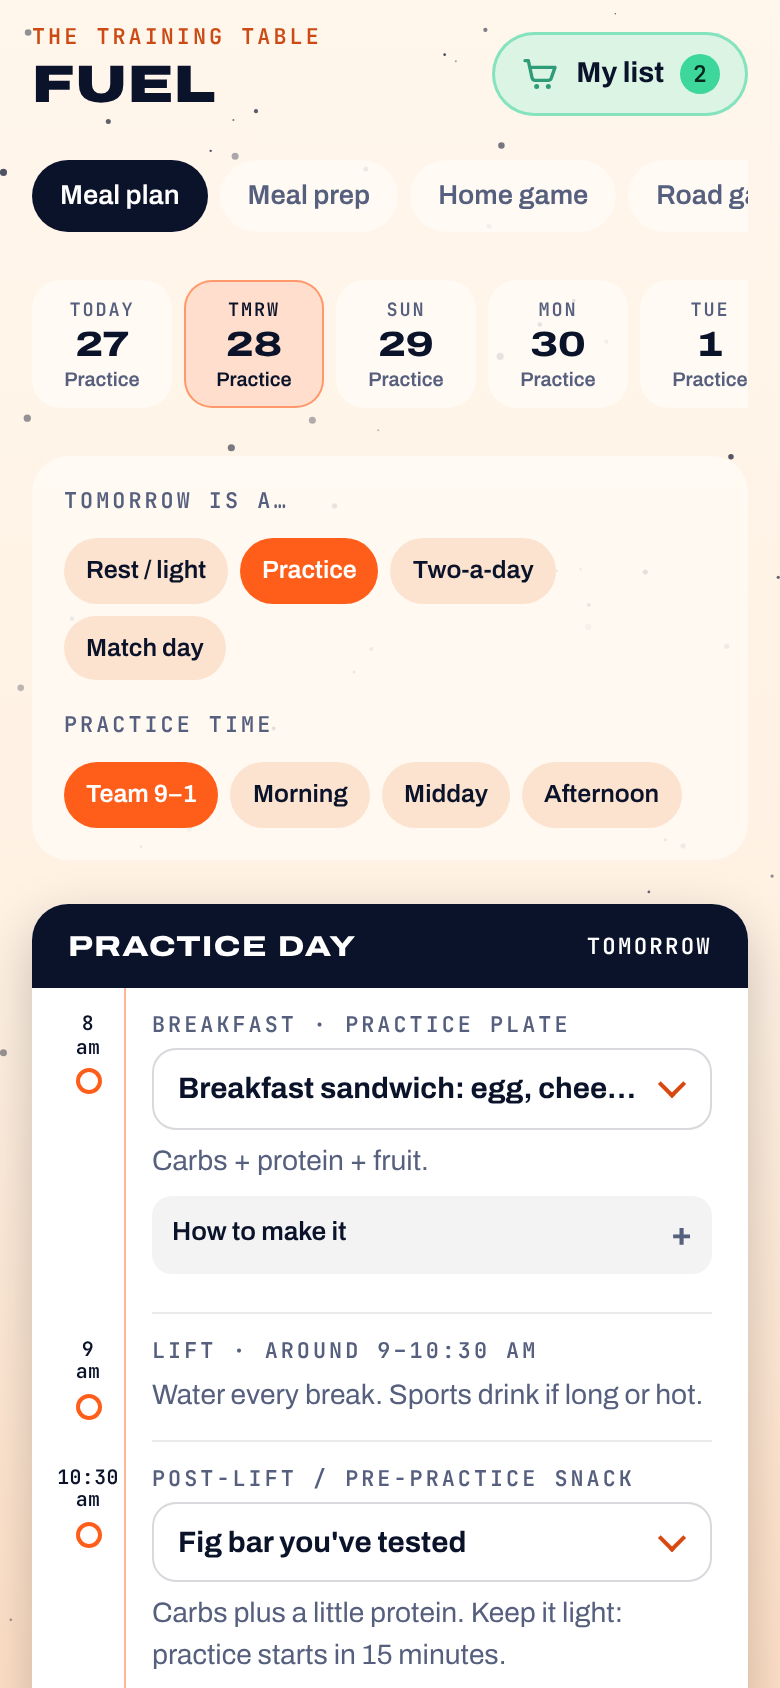 THE TRAINING TABLE
FUEL
My list 2
Meal plan Meal prep Home game Road ga
TODAY TMRW SUN MON TUE
27 28 29 30 1
Practice Practice Practice Practice Practice
TOMORROW IS A…
Rest / light Practice Two-a-day
Match day
PRACTICE TIME
Team 9–1 Morning Midday Afternoon
PRACTICE DAY TOMORROW
8 am
BREAKFAST · PRACTICE PLATE
Breakfast sandwich: egg, chee...
Carbs + protein + fruit.
How to make it +
9 am
LIFT · AROUND 9–10:30 AM
Water every break. Sports drink if long or hot.
10:30 am
POST-LIFT / PRE-PRACTICE SNACK
Fig bar you've tested
Carbs plus a little protein. Keep it light:
practice starts in 15 minutes.